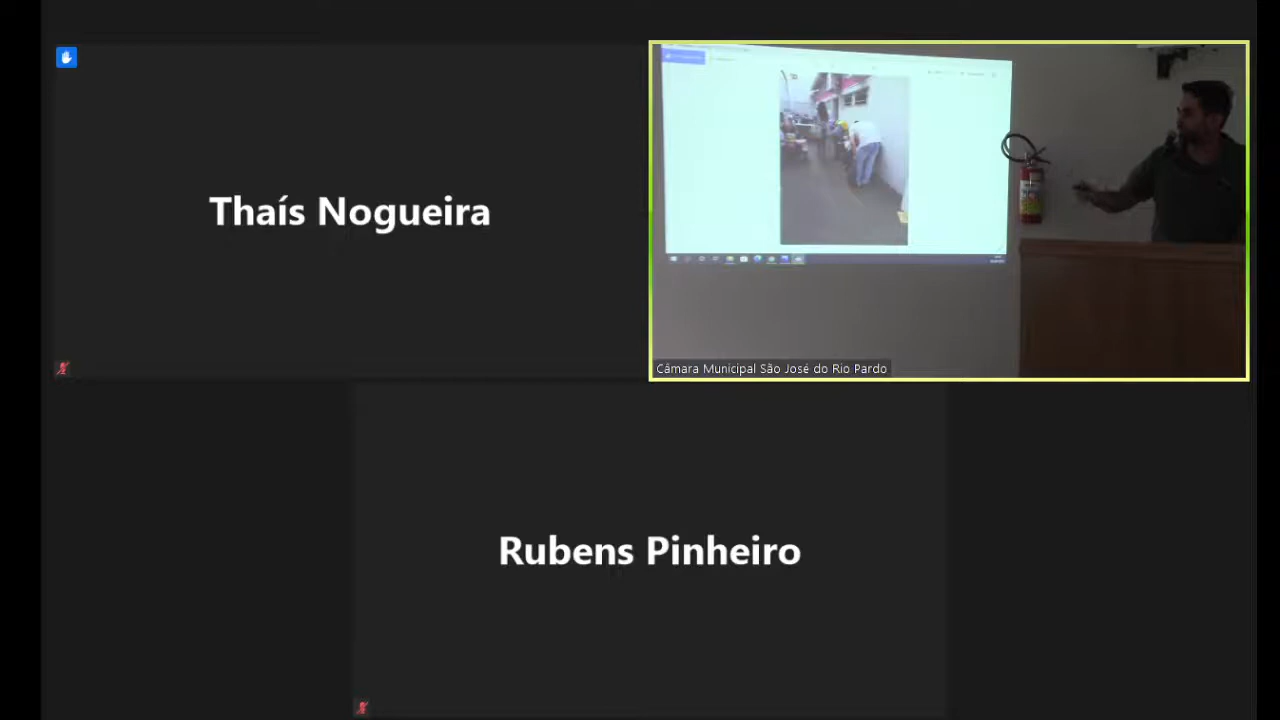 Thaís Nogueira
Câmara Municipal São José do Rio Pardo
Rubens Pinheiro